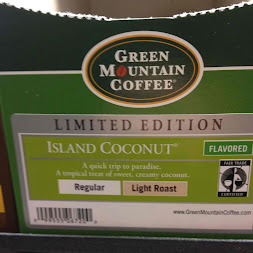 GREEN
MOUNTAIN
COFFEE®
LIMITED EDITION
ISLAND COCONUT®
FLAVORED
A quick trip to paradise.
A tropical treat of sweet, creamy coconut.
FAIR TRADE
Regular
Light Roast
www.GreenMountainCoffee.com